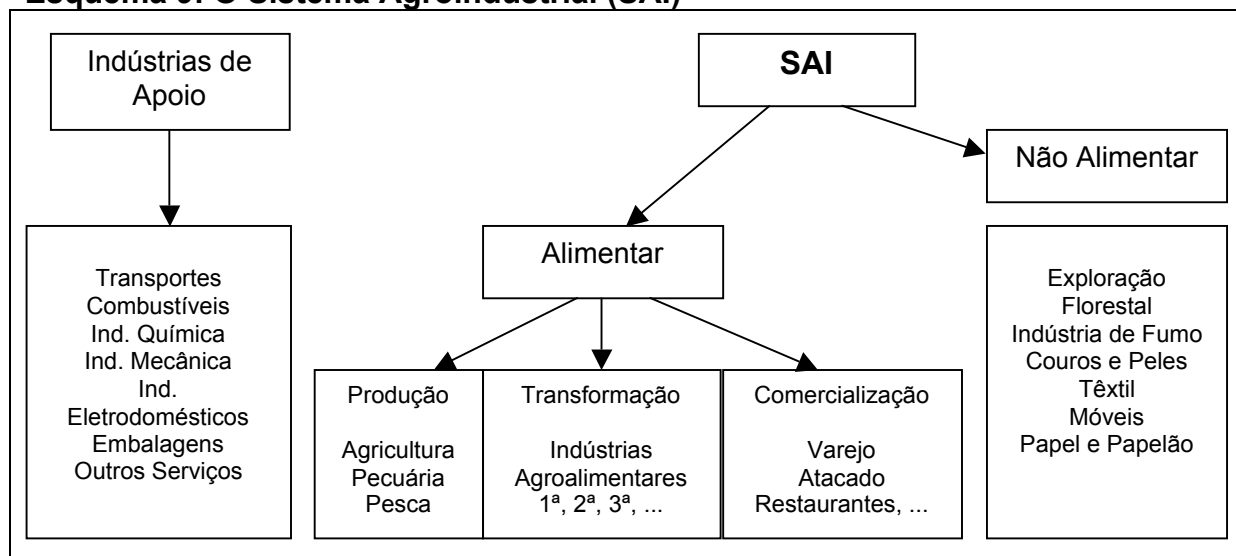 Esquema 9: O Sistema Agroindustrial (SAI)
Indústrias de
Apoio
SAI
Não Alimentar
Alimentar
Transportes
Combustíveis
Ind. Química
Ind. Mecânica
Ind.
Eletrodomésticos
Embalagens
Outros Serviços
Produção
Agricultura
Pecuária
Pesca
Transformação
Indústrias
Agroalimentares
1ª, 2ª, 3ª, ...
Comercialização
Varejo
Atacado
Restaurantes, ...
Exploração
Florestal
Indústria de Fumo
Couros e Peles
Têxtil
Móveis
Papel e Papelão